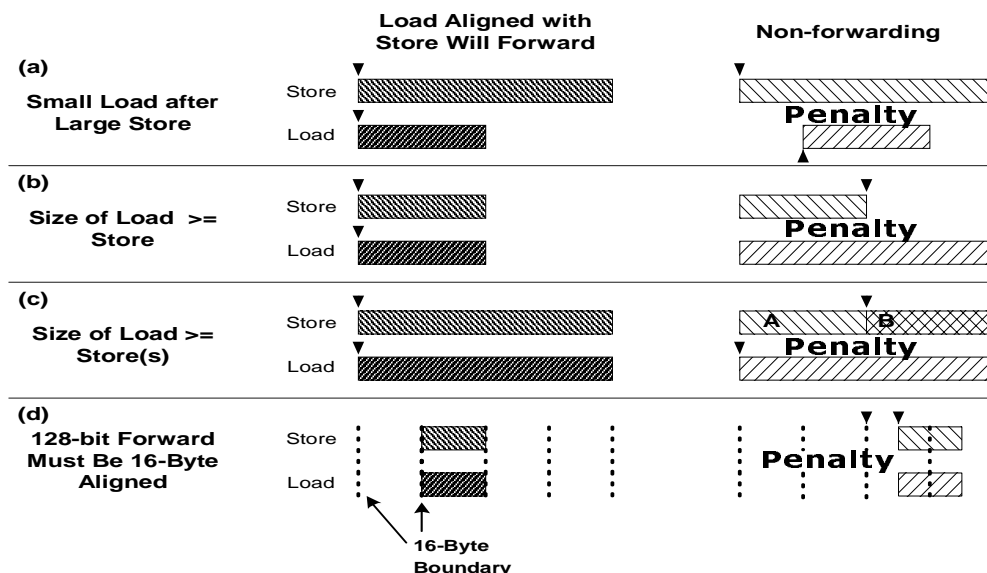 Load Aligned with
Store Will Forward
Non-forwarding
(a)
Small Load after
Large Store
Store
Load
Penalty
(b)
Size of Load >=
Store
Store
Load
Penalty
(c)
Size of Load >=
Store(s)
Store
Load
A
B
Penalty
(d)
128-bit Forward
Must Be 16-Byte
Aligned
Store
Load
Penalty
16-Byte
Boundary